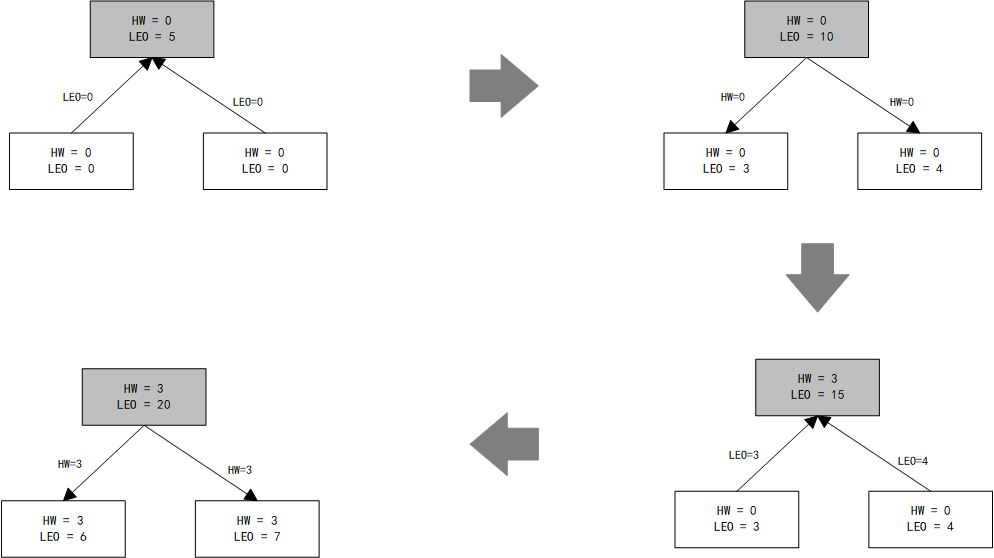 HW = 0
LEO = 5
LEO=0
LEO=0
HW = 0
LEO = 0
HW = 0
LEO = 0
HW = 0
LEO = 10
HW=0
HW=0
HW = 0
LEO = 3
HW = 0
LEO = 4
HW = 3
LEO = 15
LEO=3
LEO=4
HW = 0
LEO = 3
HW = 0
LEO = 4
HW = 3
LEO = 20
HW=3
HW=3
HW = 3
LEO = 6
HW = 3
LEO = 7